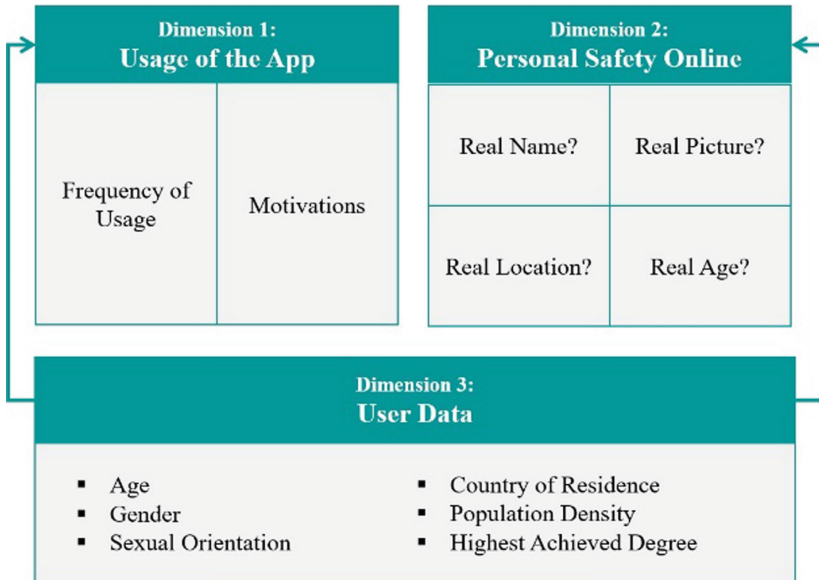 Dimension 1:
Usage of the App
Frequency of
Usage
Motivations
Dimension 2:
Personal Safety Online
Real Name?
Real Picture?
Real Location?
Real Age?
Dimension 3:
User Data
▪ Age
▪ Gender
▪ Sexual Orientation
▪ Country of Residence
▪ Population Density
▪ Highest Achieved Degree